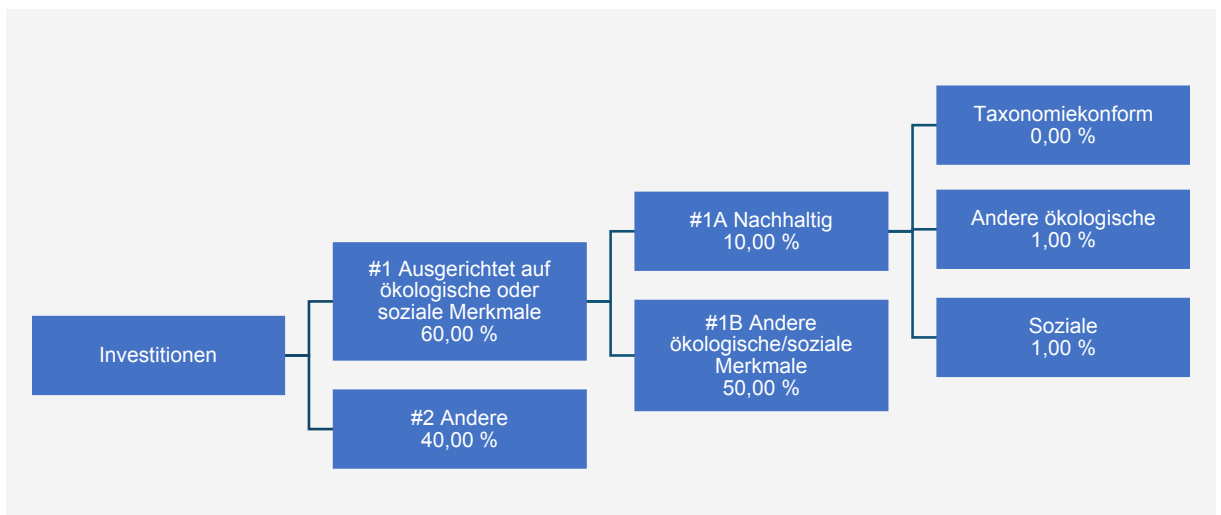 Investitionen
#1 Ausgerichtet auf
ökologische oder
soziale Merkmale
60,00 %
#2 Andere
40,00 %
#1A Nachhaltig
10,00 %
#1B Andere
ökologische/soziale
Merkmale
50,00 %
Taxonomiekonform
0,00 %
Andere ökologische
1,00 %
Soziale
1,00 %